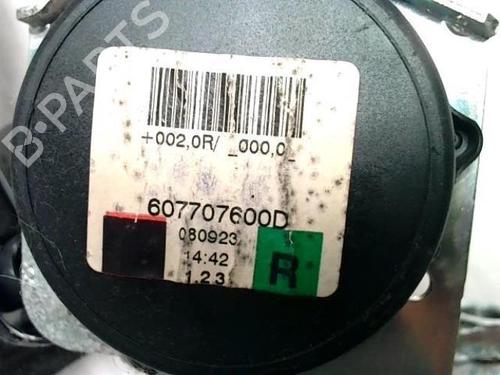 B-PARTS
+002,0R/ _000,0_
607707600D
080923
14:42
R
1,2,3